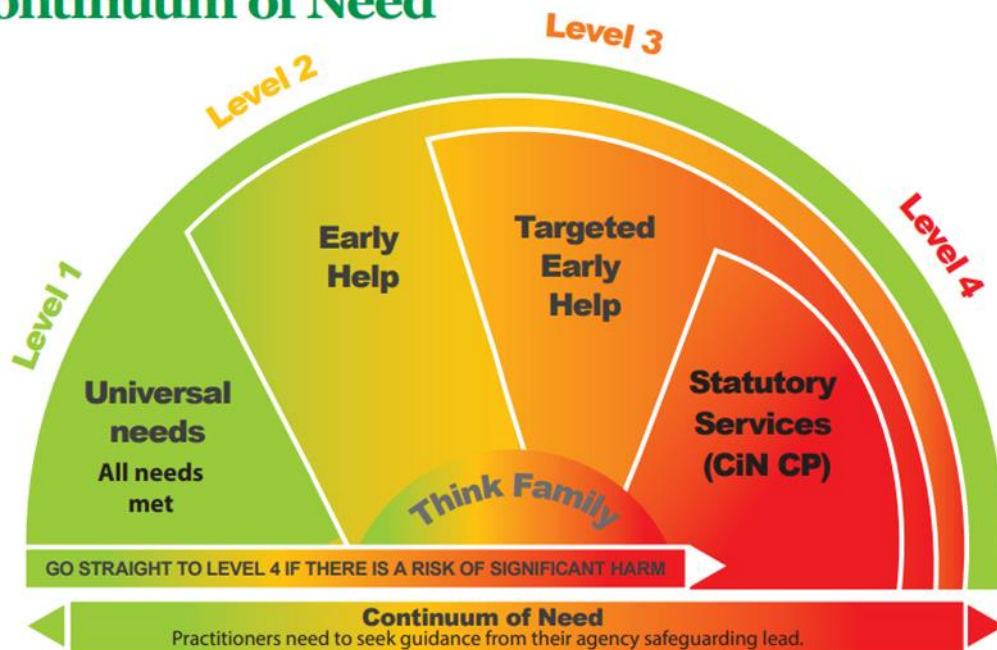 of Need
Level 1
Level 2
Level 3
Level 4
Universal
needs
All needs
met
Early
Help
Targeted
Early
Help
Statutory
Services
(CiN CP)
Think Family
GO STRAIGHT TO LEVEL 4 IF THERE IS A RISK OF SIGNIFICANT HARM
Continuum of Need
Practitioners need to seek guidance from their agency safeguarding lead.